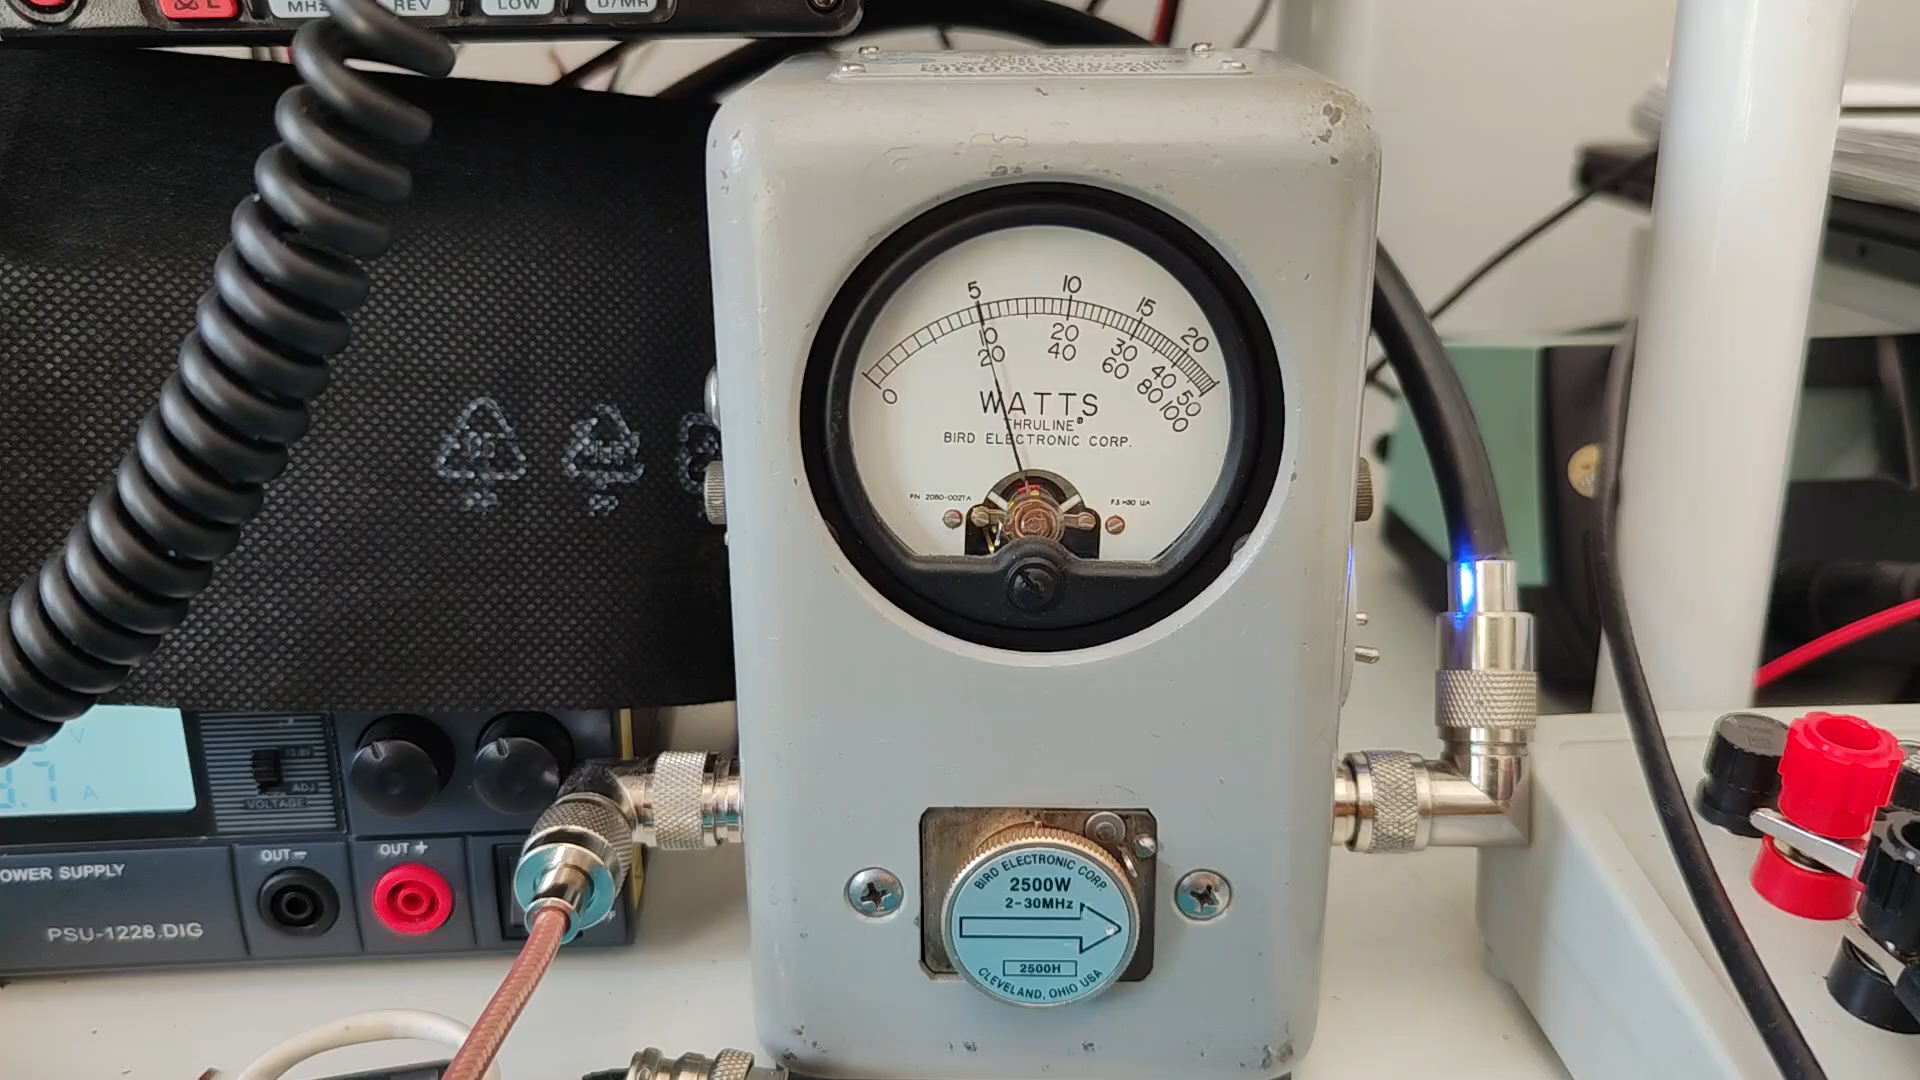 MHz
REV
LOW
D/MR
5
10
15
20
10
20
30
40
50
20
40
60
80
100
0
WATTS
THRULINE®
BIRD ELECTRONIC CORP.
PN 2080-002TA
F.S.=30 UA
V
3.7 A
13.8V
ADJ
VOLTAGE
POWER SUPPLY
OUT −
OUT +
PSU-1228.DIG
BIRD ELECTRONIC CORP.
2500W
2-30MHz
2500H
CLEVELAND, OHIO USA